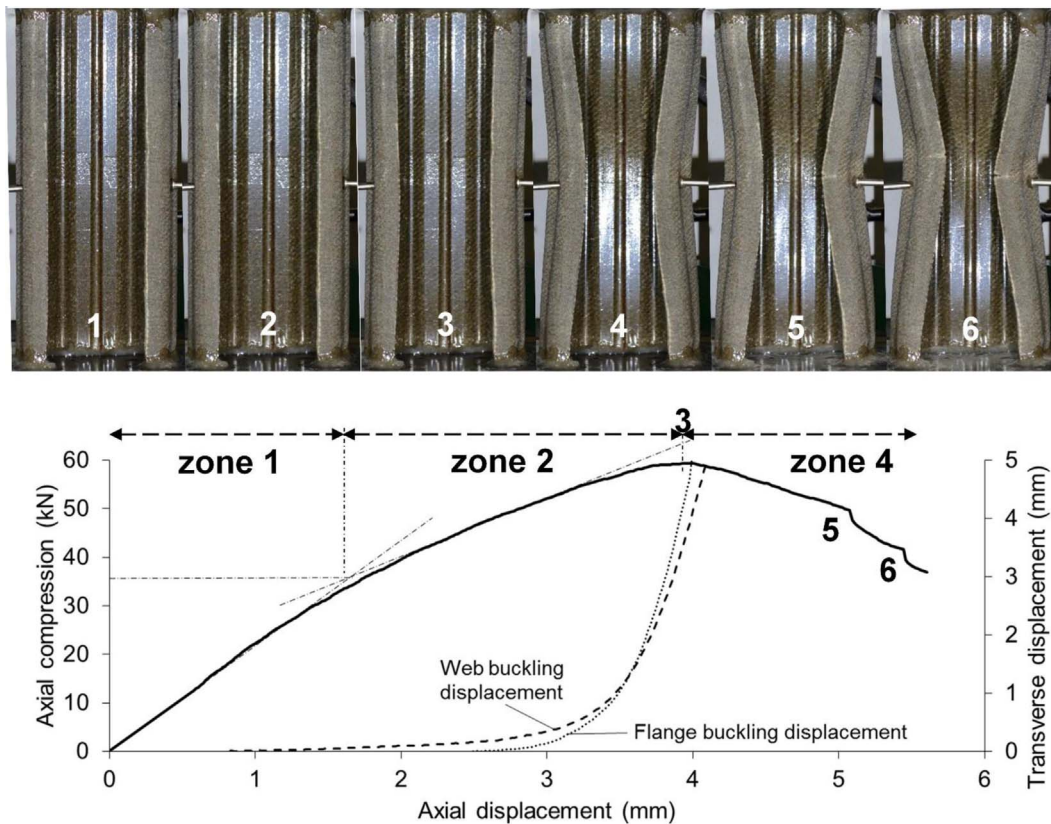 1 2 3 4 5 6
3
zone 1 zone 2 zone 4
60 5
50 4
40 3
30 2
20 1
10 0
0
5
6
Axial compression (kN)
Transverse displacement (mm)
Web buckling
displacement
Flange buckling displacement
0 1 2 3 4 5 6
Axial displacement (mm)